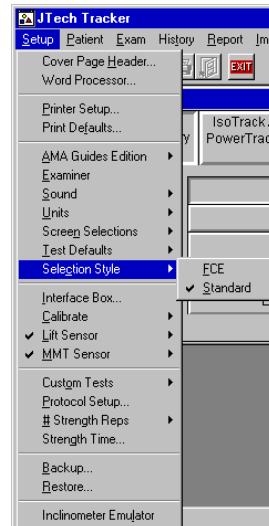 JTech Tracker
Setup Patient Exam History Report
EXIT
Cover Page Header...
Word Processor...
Printer Setup...
Print Defaults...
IsoTrack
PowerTrac
AMA Guides Edition
Examiner
Sound
Units
Screen Selections
Test Defaults
Selection Style
FCE
Standard
Interface Box...
Calibrate
Lift Sensor
MMT Sensor
Custom Tests
Protocol Setup...
# Strength Reps
Strength Time...
Backup...
Restore...
Inclinometer Emulator